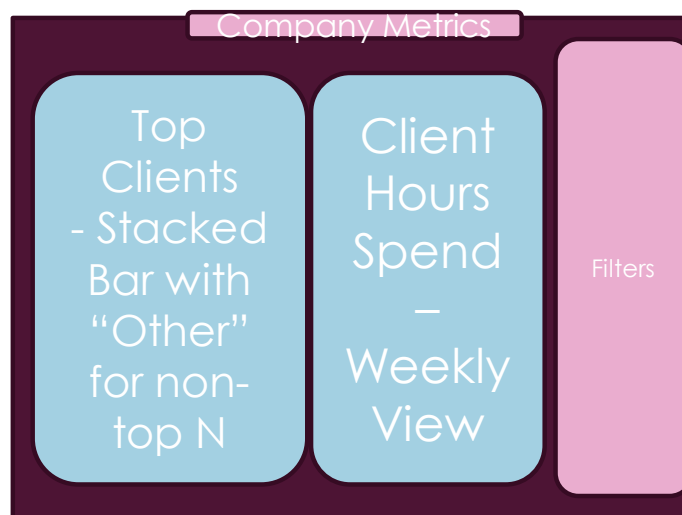 Company Metrics
Top
Clients
- Stacked
Bar with
“Other”
for non-
top N
Client
Hours
Spend
–
Weekly
View
Filters